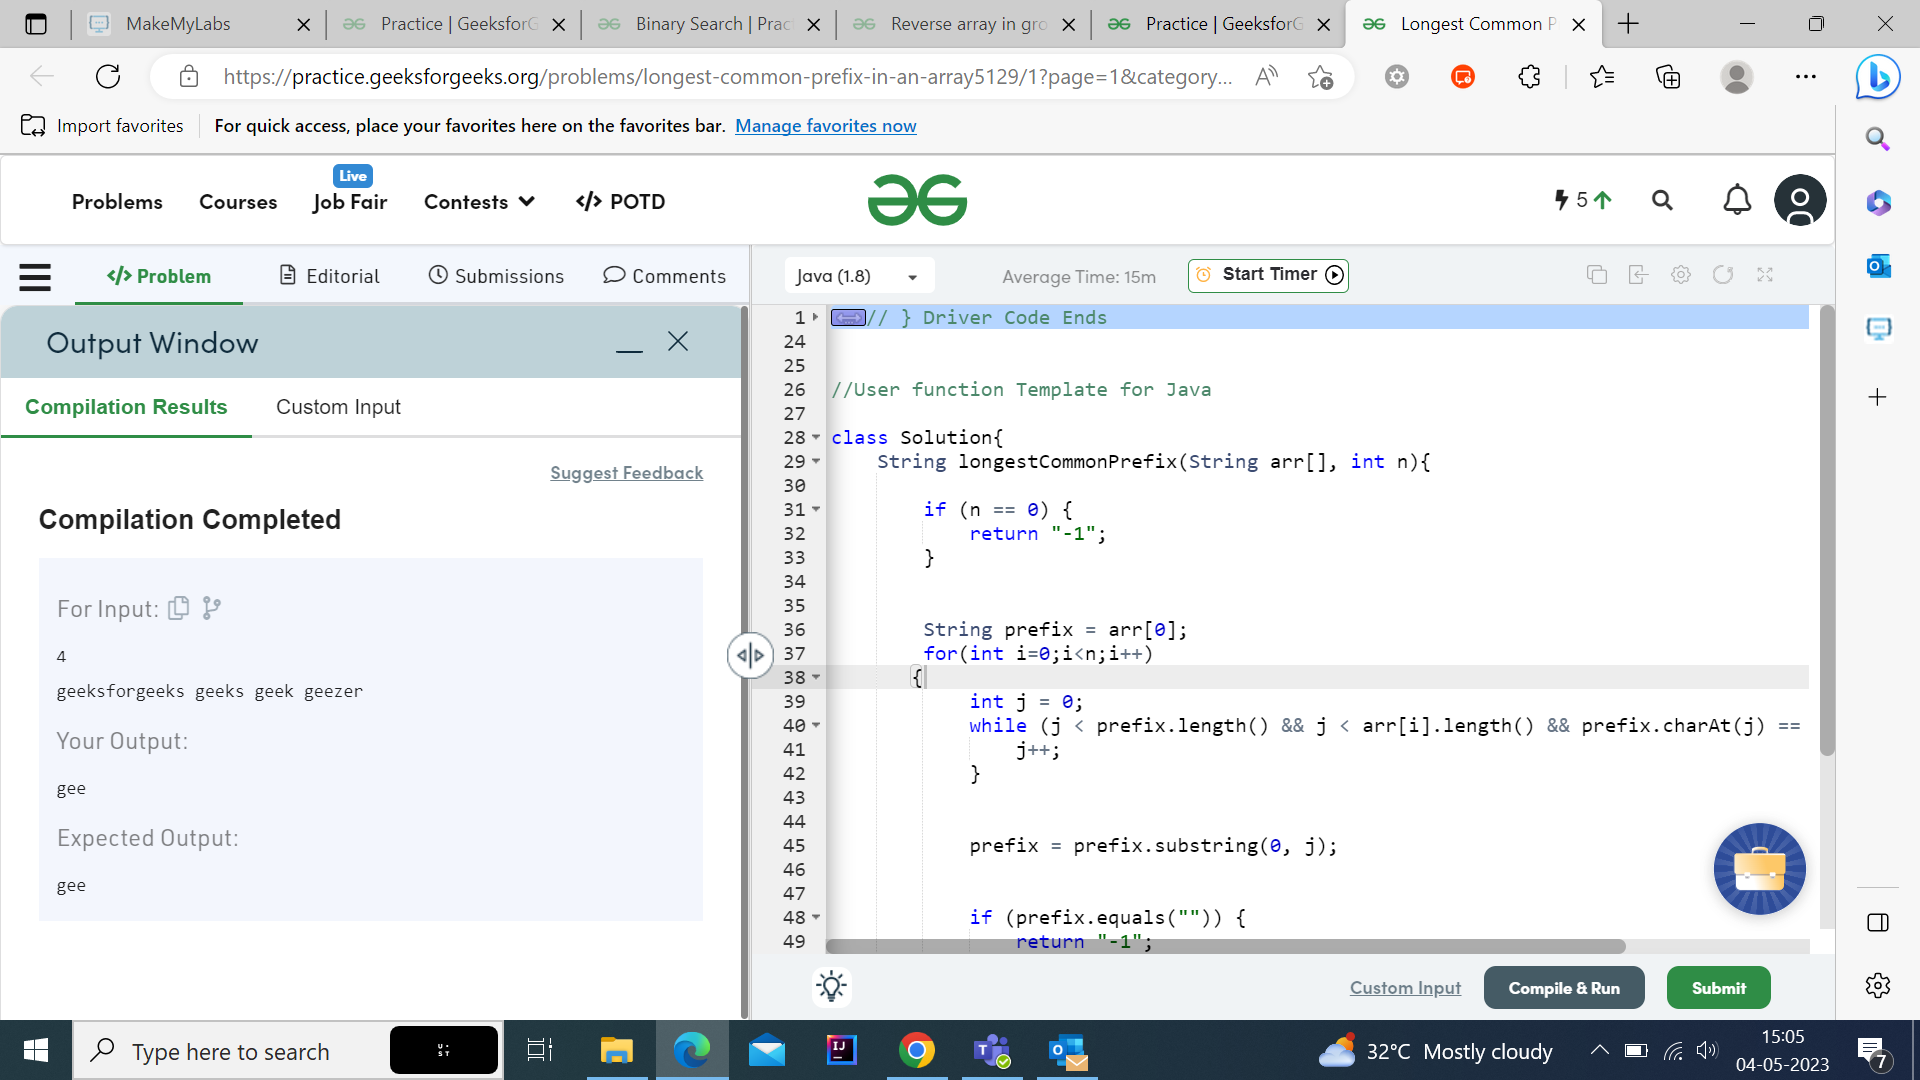 MakeMyLabs
Practice | GeeksforG
Binary Search | Prac
Reverse array in gro
Practice | GeeksforG
Longest Common P
https://practice.geeksforgeeks.org/problems/longest-common-prefix-in-an-array5129/1?page=1&category...
Import favorites
For quick access, place your favorites here on the favorites bar. Manage favorites now
Problems
Courses
Live
Job Fair
Contests
</> POTD
5
</> Problem
Editorial
Submissions
Comments
Java (1.8)
Average Time: 15m
Start Timer
Output Window
Compilation Results
Custom Input
Suggest Feedback
Compilation Completed
For Input:
4
geeksforgeeks geeks geek geezer
Your Output:
gee
Expected Output:
gee
1 // } Driver Code Ends
24
25
26 //User function Template for Java
27
28 class Solution{
29 String longestCommonPrefix(String arr[], int n){
30
31 if (n == 0) {
32 return "-1";
33 }
34
35
36 String prefix = arr[0];
37 for(int i=0;i<n;i++)
38 {
39 int j = 0;
40 while (j < prefix.length() && j < arr[i].length() && prefix.charAt(j) ==
41 j++;
42 }
43
44
45 prefix = prefix.substring(0, j);
46
47
48 if (prefix.equals("")) {
49 return "-1";
Custom Input
Compile & Run
Submit
Type here to search
U:
ST
32°C Mostly cloudy
15:05
04-05-2023
7